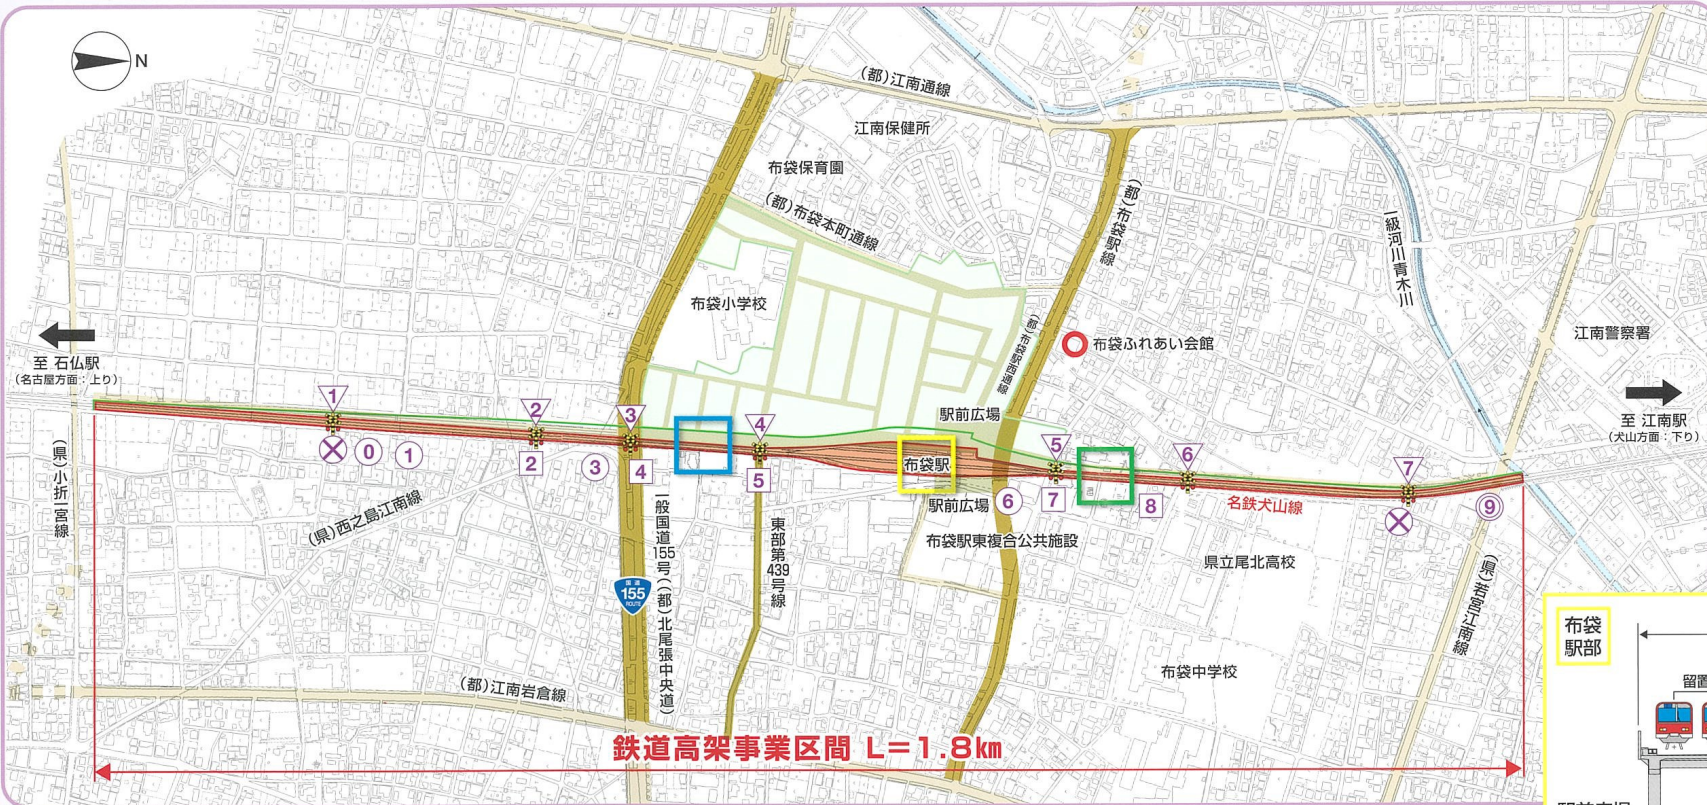 N
(都)江南通線
江南保健所
布袋保育園
(都)布袋本町通線
(都)布袋駅線
一級河川青木川
布袋小学校
(都)布袋駅西通線
布袋ふれあい会館
江南警察署
至 石仏駅
(名古屋方面:上り)
至 江南駅
(犬山方面:下り)
駅前広場
1
2
3
4
5
6
7
布袋駅
0
1
2
3
4
5
6
7
8
9
名鉄犬山線
駅前広場
布袋駅東複合公共施設
県立尾北高校
(県)小折一宮線
(県)西之島江南線
一般国道155号((都)北尾張中央道)
東部第439号線
国道
155
ROUTE
(県)若宮江南線
布袋中学校
(都)江南岩倉線
鉄道高架事業区間 L=1.8km
布袋
駅部
留置